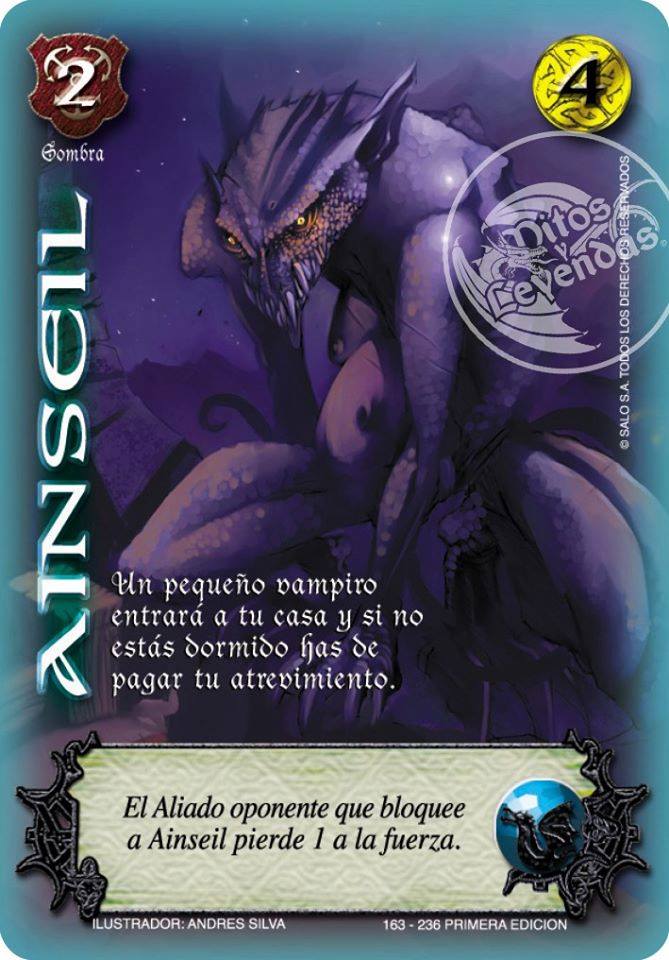 2
4
Sombra
AINSEIL
Mitos
y
Leyendas
© SALO S.A. TODOS LOS DERECHOS RESERVADOS
Un pequeño vampiro
entrará a tu casa y si no
estás dormido has de
pagar tu atrevimiento.
El Aliado oponente que bloquee
a Ainseil pierde 1 a la fuerza.
ILUSTRADOR: ANDRES SILVA
163 - 236 PRIMERA EDICION